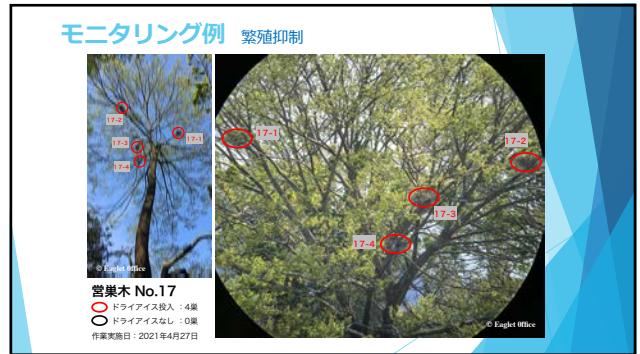 モニタリング例 繁殖抑制
17-2
17-1
17-3
17-4
© Eaglet Office
17-1
17-2
17-3
17-4
© Eaglet Office
営巣木 No.17
ドライアイス投入 : 4巣
ドライアイスなし : 0巣
作業実施日 : 2021年4月27日